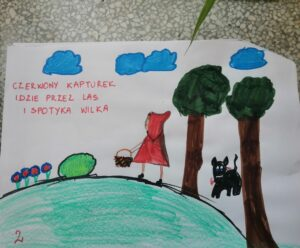 CZERWONY KAPTUREK
IDZIE PRZEZ LAS
I SPOTYKA WILKA
2